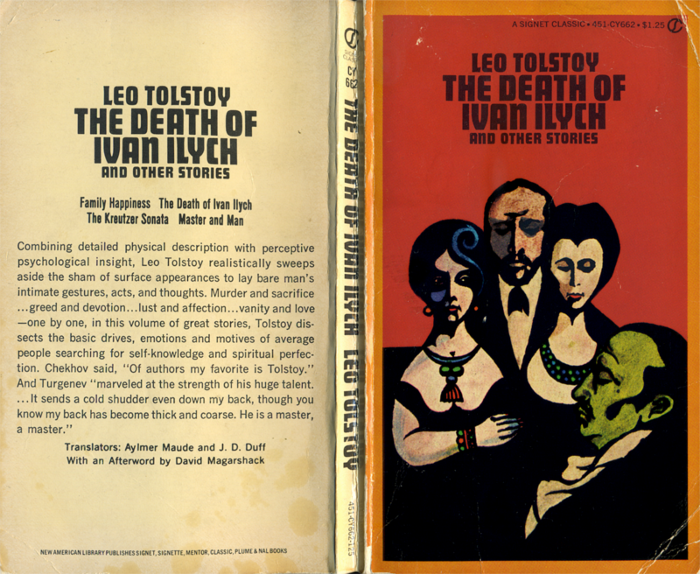 LEO TOLSTOY
THE DEATH OF
IVAN ILYCH
AND OTHER STORIES
Family Happiness The Death of Ivan Ilych
The Kreutzer Sonata Master and Man
Combining detailed physical description with perceptive
psychological insight, Leo Tolstoy realistically sweeps
aside the sham of surface appearances to lay bare man's
intimate gestures, acts, and thoughts. Murder and sacrifice
...greed and devotion...lust and affection...vanity and love
—one by one, in this volume of great stories, Tolstoy dis-
sects the basic drives, emotions and motives of average
people searching for self-knowledge and spiritual perfec-
tion. Chekhov said, "Of authors my favorite is Tolstoy."
And Turgenev "marveled at the strength of his huge talent.
...It sends a cold shudder even down my back, though you
know my back has become thick and coarse. He is a master,
a master."
Translators: Aylmer Maude and J. D. Duff
With an Afterword by David Magarshack
NEW AMERICAN LIBRARY PUBLISHES SIGNET, SIGNETTE, MENTOR, CLASSIC, PLUME & NAL BOOKS
CY
662
THE DEATH OF IVAN ILYCH LEO TOLSTOY
451-CY662-125
A SIGNET CLASSIC • 451-CY662 • $1.25
LEO TOLSTOY
THE DEATH OF
IVAN ILYCH
AND OTHER STORIES